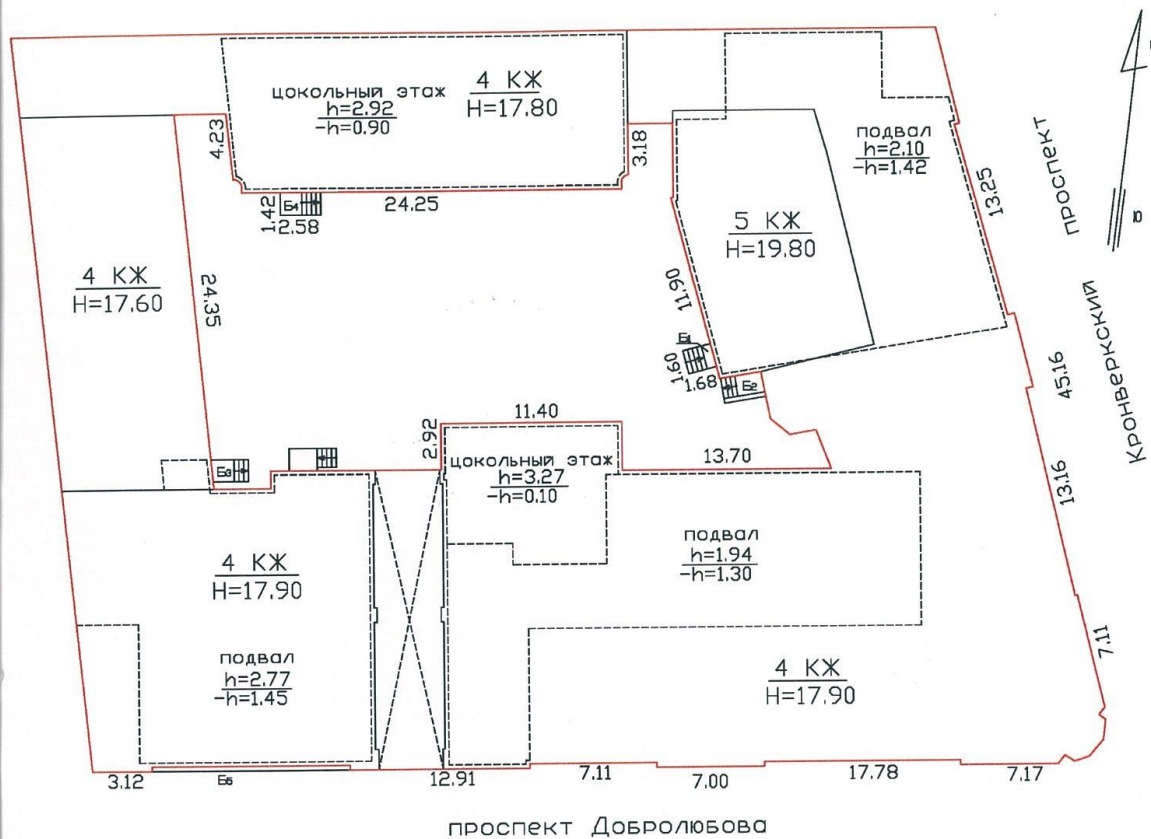 цокольный этаж
h=2.92
-h=0.90
4 КЖ
H=17.80
4.23
3.18
подвал
h=2.10
-h=1.42
13.25
проспект
Кронверкский
ю
1.42
Б4
2.58
24.25
5 КЖ
H=19.80
4 КЖ
H=17.60
24.35
11.90
Б1
1.60
1.68
Б2
45.16
11.40
2.92
13.70
13.16
Б3
цокольный этаж
h=3.27
-h=0.10
подвал
h=1.94
-h=1.30
4 КЖ
H=17.90
7.11
подвал
h=2.77
-h=1.45
4 КЖ
H=17.90
3.12
Б5
12.91
7.11
7.00
17.78
7.17
проспект Добролюбова